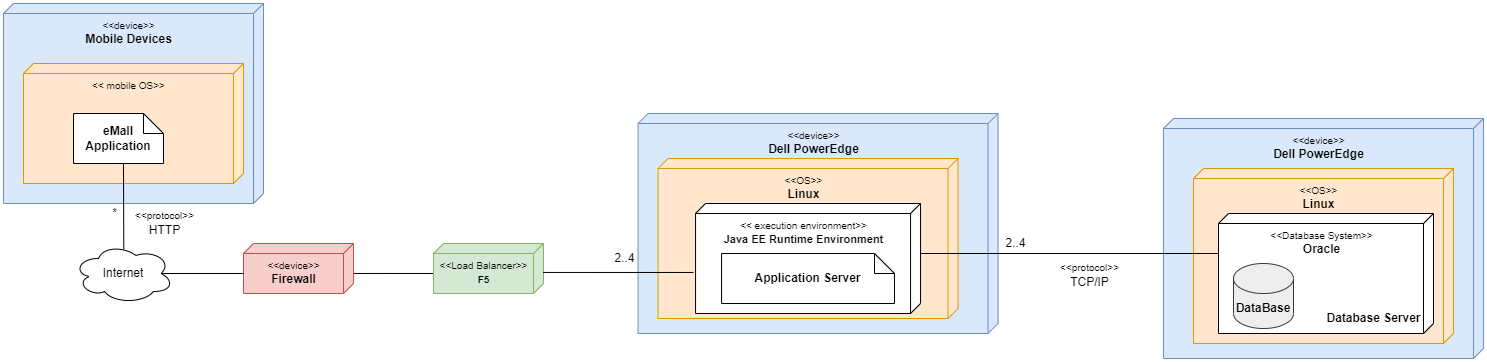 <<device>>
Mobile Devices
<< mobile OS>>
eMall
Application
*
<<protocol>>
HTTP
Internet
<<device>>
Firewall
<<Load Balancer>>
F5
2..4
<<device>>
Dell PowerEdge
<<OS>>
Linux
<< execution environment>>
Java EE Runtime Environment
Application Server
2..4
<<protocol>>
TCP/IP
<<device>>
Dell PowerEdge
<<OS>>
Linux
<<Database System>>
Oracle
DataBase
Database Server